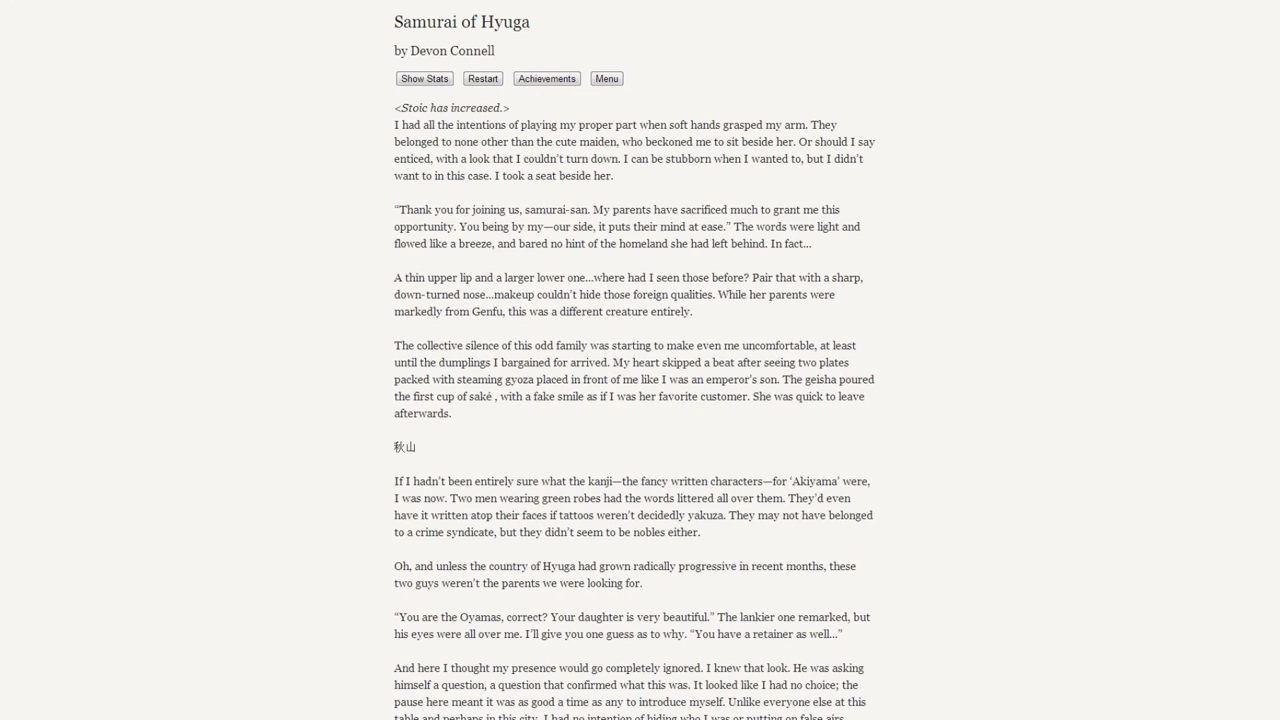 Samurai of Hyuga
by Devon Connell
Show Stats Restart Achievements Menu
<Stoic has increased.>
I had all the intentions of playing my proper part when soft hands grasped my arm. They
belonged to none other than the cute maiden, who beckoned me to sit beside her. Or should I say
enticed, with a look that I couldn't turn down. I can be stubborn when I wanted to, but I didn't
want to in this case. I took a seat beside her.
“Thank you for joining us, samurai-san. My parents have sacrificed much to grant me this
opportunity. You being by my—our side, it puts their mind at ease.” The words were light and
flowed like a breeze, and bared no hint of the homeland she had left behind. In fact...
A thin upper lip and a larger lower one...where had I seen those before? Pair that with a sharp,
down-turned nose...makeup couldn't hide those foreign qualities. While her parents were
markedly from Genfu, this was a different creature entirely.
The collective silence of this odd family was starting to make even me uncomfortable, at least
until the dumplings I bargained for arrived. My heart skipped a beat after seeing two plates
packed with steaming gyoza placed in front of me like I was an emperor's son. The geisha poured
the first cup of saké , with a fake smile as if I was her favorite customer. She was quick to leave
afterwards.
秋山
If I hadn't been entirely sure what the kanji—the fancy written characters—for ‘Akiyama’ were,
I was now. Two men wearing green robes had the words littered all over them. They'd even
have it written atop their faces if tattoos weren't decidedly yakuza. They may not have belonged
to a crime syndicate, but they didn't seem to be nobles either.
Oh, and unless the country of Hyuga had grown radically progressive in recent months, these
two guys weren't the parents we were looking for.
“You are the Oyamas, correct? Your daughter is very beautiful.” The lankier one remarked, but
his eyes were all over me. I'll give you one guess as to why. “You have a retainer as well...”
And here I thought my presence would go completely ignored. I knew that look. He was asking
himself a question, a question that confirmed what this was. It looked like I had no choice; the
pause here meant it was as good a time as any to introduce myself. Unlike everyone else at this
table and perhaps in this city, I had no intention of hiding who I was or putting on false airs.